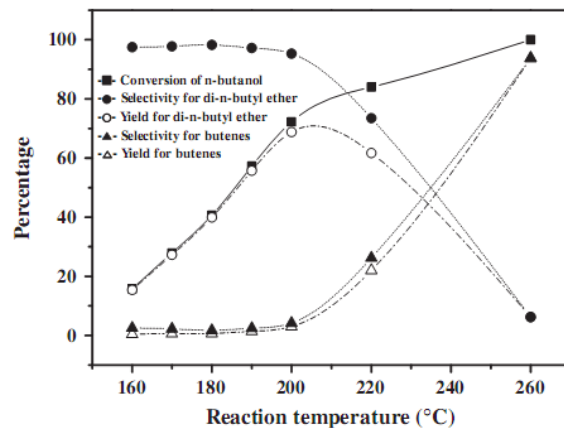 100
80
60
40
20
0
Percentage
Conversion of n-butanol
Selectivity for di-n-butyl ether
Yield for di-n-butyl ether
Selectivity for butenes
Yield for butenes
160 180 200 220 240 260
Reaction temperature (°C)